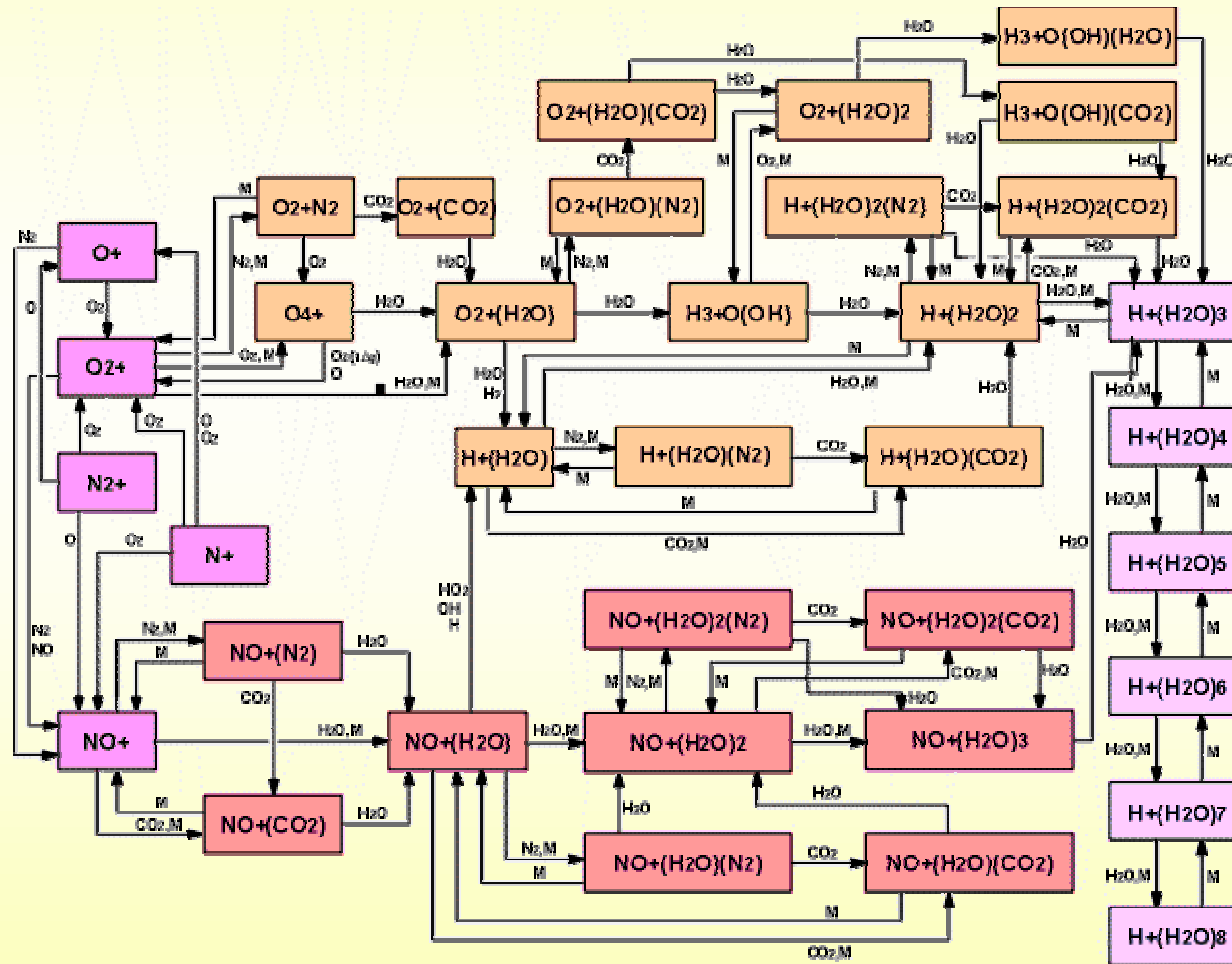 H2O
H3+O(OH)(H2O)
H2O
H2O
O2+(H2O)(CO2)
O2+(H2O)2
H3+O(OH)(CO2)
H2O
CO2
M
O2,M
H2O
H2O
M
O2+N2
CO2
O2+(CO2)
O2+(H2O)(N2)
H+(H2O)2(N2)
CO2
H+(H2O)2(CO2)
N2
O+
N2,M
O2
H2O
M
N2,M
N2,M
M
M
CO2,M
H2O
H2O
O
O2
O4+
H2O
O2+(H2O)
H2O
H3+O(OH)
H2O
H+(H2O)2
H2O,M
M
H+(H2O)3
O2+
O2,M
O
H2O,M
H2O
H2
M
H2O,M
H2O
H2O,M
M
O2
O2
O
O2
N2+
H+(H2O)
N2,M
M
H+(H2O)(N2)
CO2
H+(H2O)(CO2)
H+(H2O)4
M
CO2,M
H2O,M
M
O
O2
N+
H2O
H+(H2O)5
HO2
OH
H
N2
NO
N2,M
M
NO+(N2)
H2O
NO+(H2O)2(N2)
CO2
NO+(H2O)2(CO2)
H2O,M
M
CO2
M
N2,M
M
CO2,M
H2O
H2O
H+(H2O)6
NO+
H2O,M
NO+(H2O)
H2O,M
NO+(H2O)2
H2O,M
NO+(H2O)3
H2O,M
M
M
CO2,M
NO+(CO2)
H2O
H2O
H2O
H+(H2O)7
N2,M
M
NO+(H2O)(N2)
CO2
NO+(H2O)(CO2)
H2O,M
M
M
CO2,M
H+(H2O)8